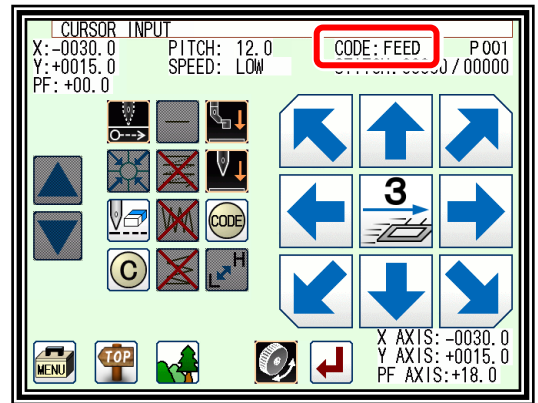 CURSOR INPUT
X:-0030.0 PITCH: 12.0 CODE:FEED P001
Y:+0015.0 SPEED: LOW / 00000
PF:+00.0
CODE
C
L H
3
MENU TOP
X AXIS:-0030.0
Y AXIS:+0015.0
PF AXIS:+18.0